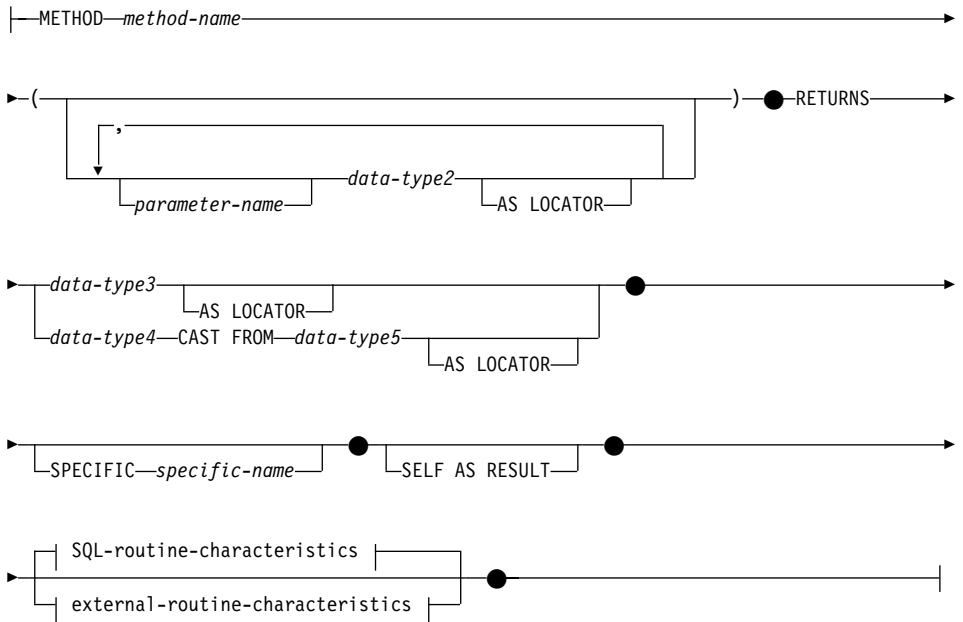 METHOD method-name
( ) RETURNS
,
parameter-name data-type2 AS LOCATOR
data-type3 AS LOCATOR
data-type4 CAST FROM data-type5 AS LOCATOR
SPECIFIC specific-name SELF AS RESULT
SQL-routine-characteristics
external-routine-characteristics